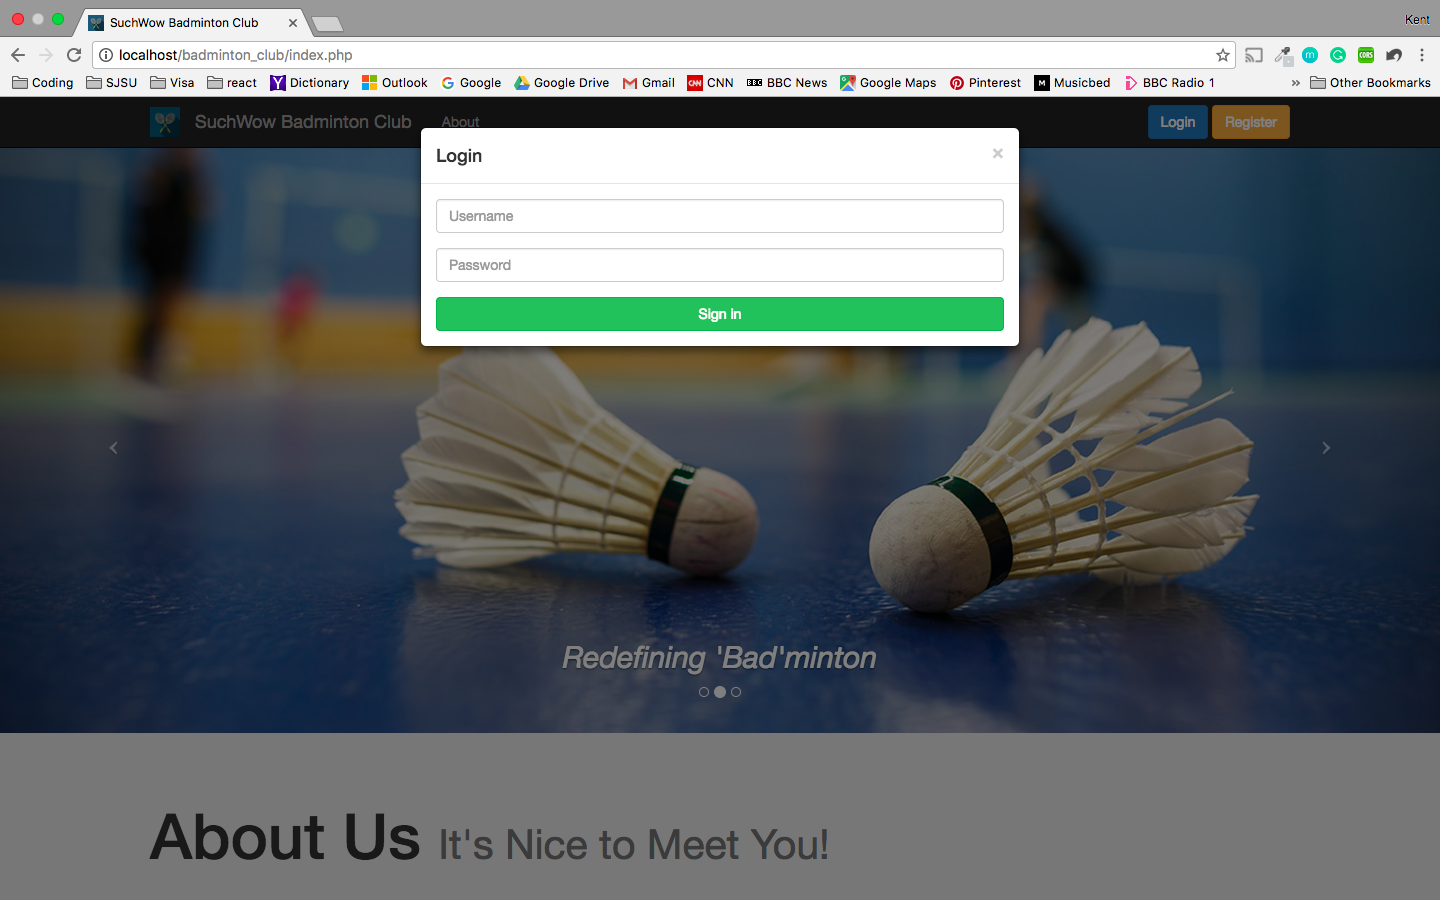 SuchWow Badminton Club
Kent
localhost/badminton_club/index.php
CORS
Coding SJSU Visa react Dictionary Outlook Google Google Drive Gmail CNN BBC News Google Maps Pinterest Musicbed BBC Radio 1 » Other Bookmarks
SuchWow Badminton Club About Login Register
Login ×
Username
Password
Sign in
Redefining 'Bad'minton
About Us It's Nice to Meet You!